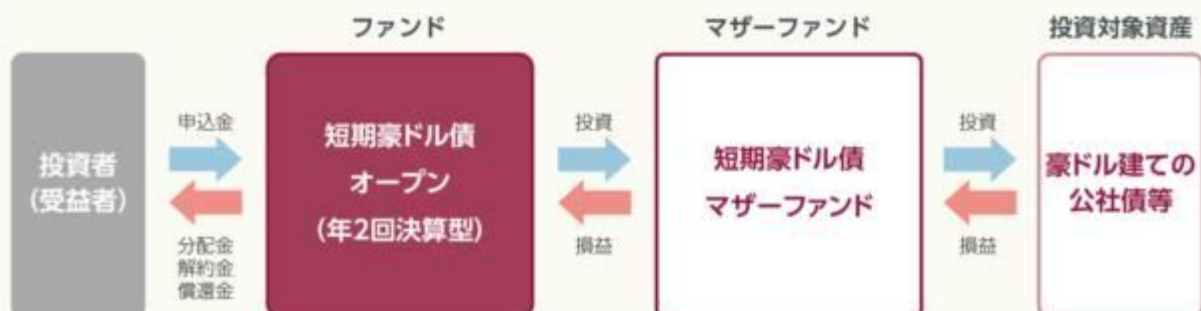 ファンド
マザーファンド
投資対象資産
投資者
(受益者)
申込金
分配金
解約金
償還金
短期豪ドル債
オープン
(年2回決算型)
投資
損益
短期豪ドル債
マザーファンド
投資
損益
豪ドル建ての
公社債等